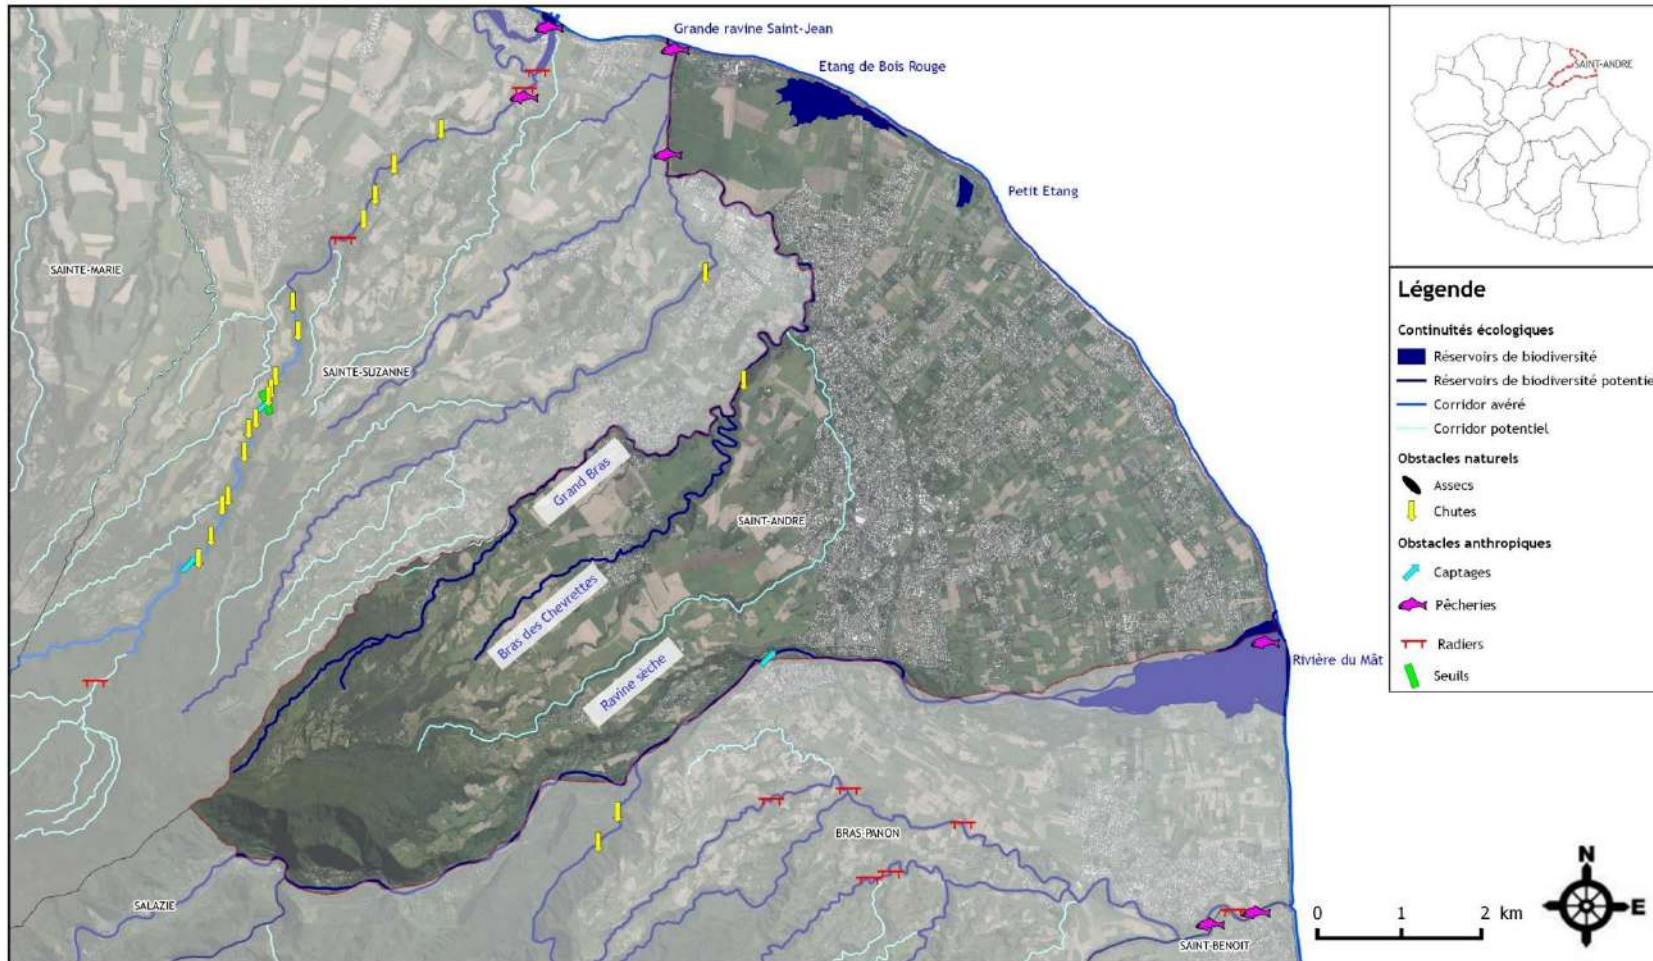 Grande ravine Saint-Jean
Etang de Bois Rouge
Petit Etang
SAINTE-MARIE
SAINTE-SUZANNE
Grand Bras
SAINT-ANDRE
Bras des Chevrettes
Ravine sèche
Rivière du Mât
BRAS-PANON
SALAZIE
SAINT-BENOIT
SAINT-ANDRE
Légende
Continuités écologiques
Réservoirs de biodiversité
Réservoirs de biodiversité potentie
Corridor avéré
Corridor potentiel
Obstacles naturels
Assecs
Chutes
Obstacles anthropiques
Captages
Pêcheries
Radiers
Seuils
N
E
0 1 2 km